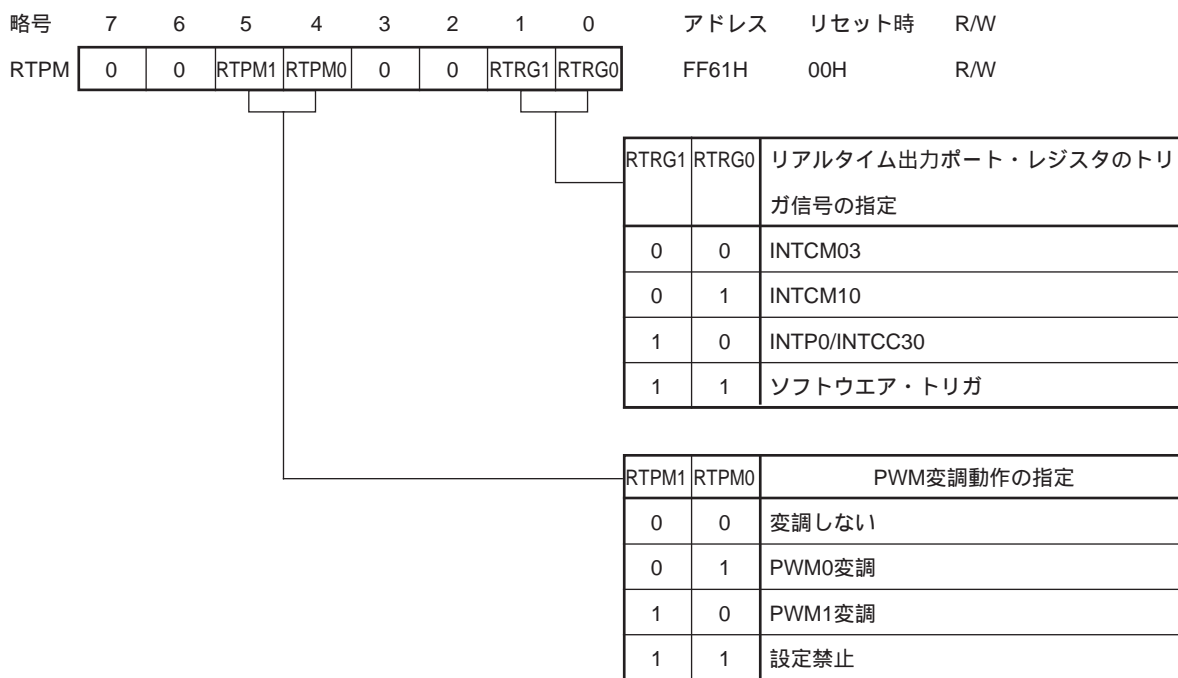 略号 7 6 5 4 3 2 1 0 アドレス リセット時 R/W
RTPM 0 0 RTPM1 RTPM0 0 0 RTRG1 RTRG0 FF61H 00H R/W
RTRG1 RTRG0 リアルタイム出力ポート・レジスタのトリ
ガ信号の指定
0 0 INTCM03
0 1 INTCM10
1 0 INTP0/INTCC30
1 1 ソフトウエア・トリガ
RTPM1 RTPM0 PWM変調動作の指定
0 0 変調しない
0 1 PWM0変調
1 0 PWM1変調
1 1 設定禁止